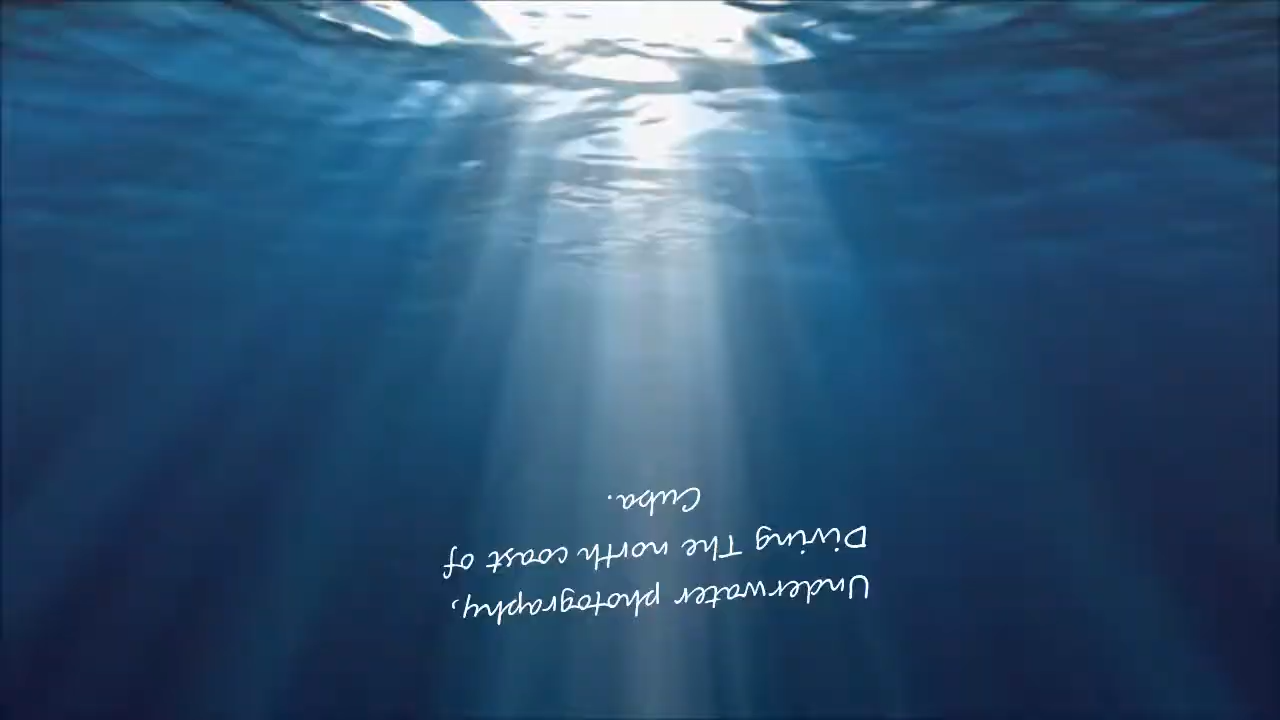 Underwater photography,
Diving The north coast of
Cuba.